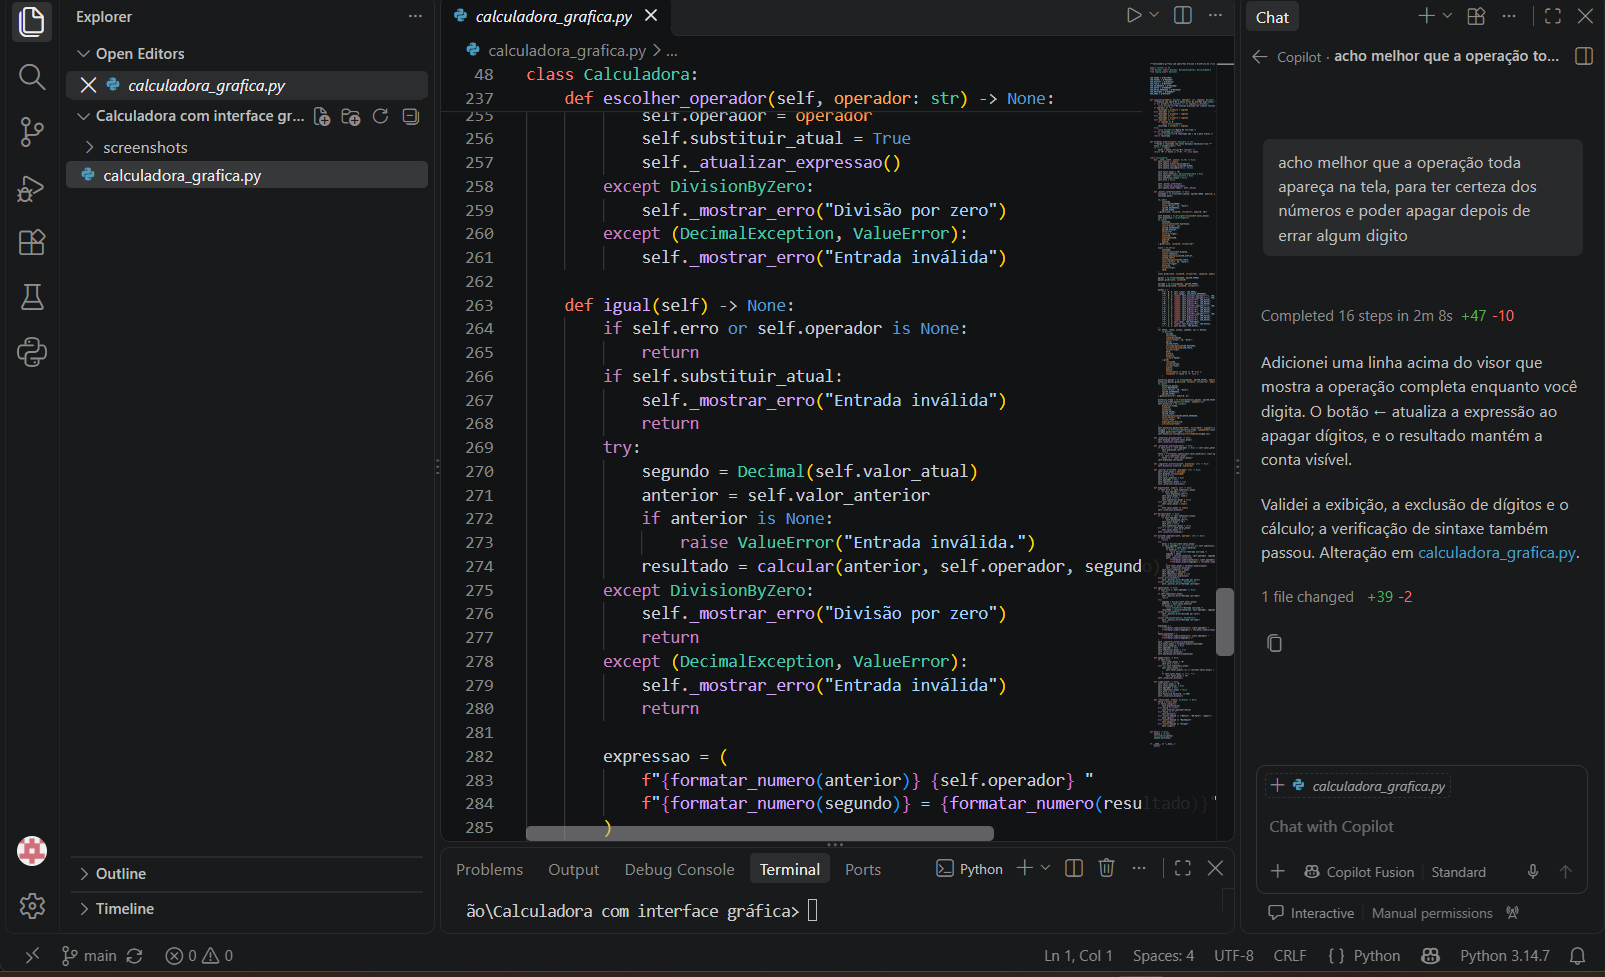 Explorer
Open Editors
calculadora_grafica.py
Calculadora com interface gr...
screenshots
calculadora_grafica.py
Outline
Timeline
calculadora_grafica.py
calculadora_grafica.py > ...
48 class Calculadora:
237 def escolher_operador(self, operador: str) -> None:
255 self.operador = operador
256 self.substituir_atual = True
257 self._atualizar_expressao()
258 except DivisionByZero:
259 self._mostrar_erro("Divisão por zero")
260 except (DecimalException, ValueError):
261 self._mostrar_erro("Entrada inválida")
262
263 def igual(self) -> None:
264 if self.erro or self.operador is None:
265 return
266 if self.substituir_atual:
267 self._mostrar_erro("Entrada inválida")
268 return
269 try:
270 segundo = Decimal(self.valor_atual)
271 anterior = self.valor_anterior
272 if anterior is None:
273 raise ValueError("Entrada inválida.")
274 resultado = calcular(anterior, self.operador, segundo)
275 except DivisionByZero:
276 self._mostrar_erro("Divisão por zero")
277 return
278 except (DecimalException, ValueError):
279 self._mostrar_erro("Entrada inválida")
280 return
281
282 expressao = (
283 f"{formatar_numero(anterior)} {self.operador} "
284 f"{formatar_numero(segundo)} = {formatar_numero(resultado)}"
285 )
Problems Output Debug Console Terminal Ports
Python
ão\Calculadora com interface gráfica>
Chat
Copilot · acho melhor que a operação to...
acho melhor que a operação toda
apareça na tela, para ter certeza dos
números e poder apagar depois de
errar algum digito
Completed 16 steps in 2m 8s +47 -10
Adicionei uma linha acima do visor que
mostra a operação completa enquanto você
digita. O botão ← atualiza a expressão ao
apagar dígitos, e o resultado mantém a
conta visível.
Validei a exibição, a exclusão de dígitos e o
cálculo; a verificação de sintaxe também
passou. Alteração em calculadora_grafica.py.
1 file changed +39 -2
calculadora_grafica.py
Chat with Copilot
Copilot Fusion Standard
Interactive Manual permissions
main 0 0 Ln 1, Col 1 Spaces: 4 UTF-8 CRLF { } Python Python 3.14.7